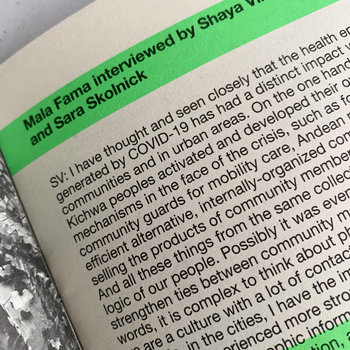 Mala Fama interviewed by Shaya
and Sara Skolnick
SV: I have thought and seen closely that the health
generated by COVID-19 has had a distinct impact
communities and in urban areas. On the one hand
Kichwa peoples activated and developed their
mechanisms in the face of the crisis, such as
community guards for mobility care, Andean
efficient alternative, internally-organized
selling the products of community
And all these things from the same
logic of our people. Possibly it was
strengthen ties between community
words, it is complex to think about
are a culture with a lot of
in the cities, I have the
experienced more